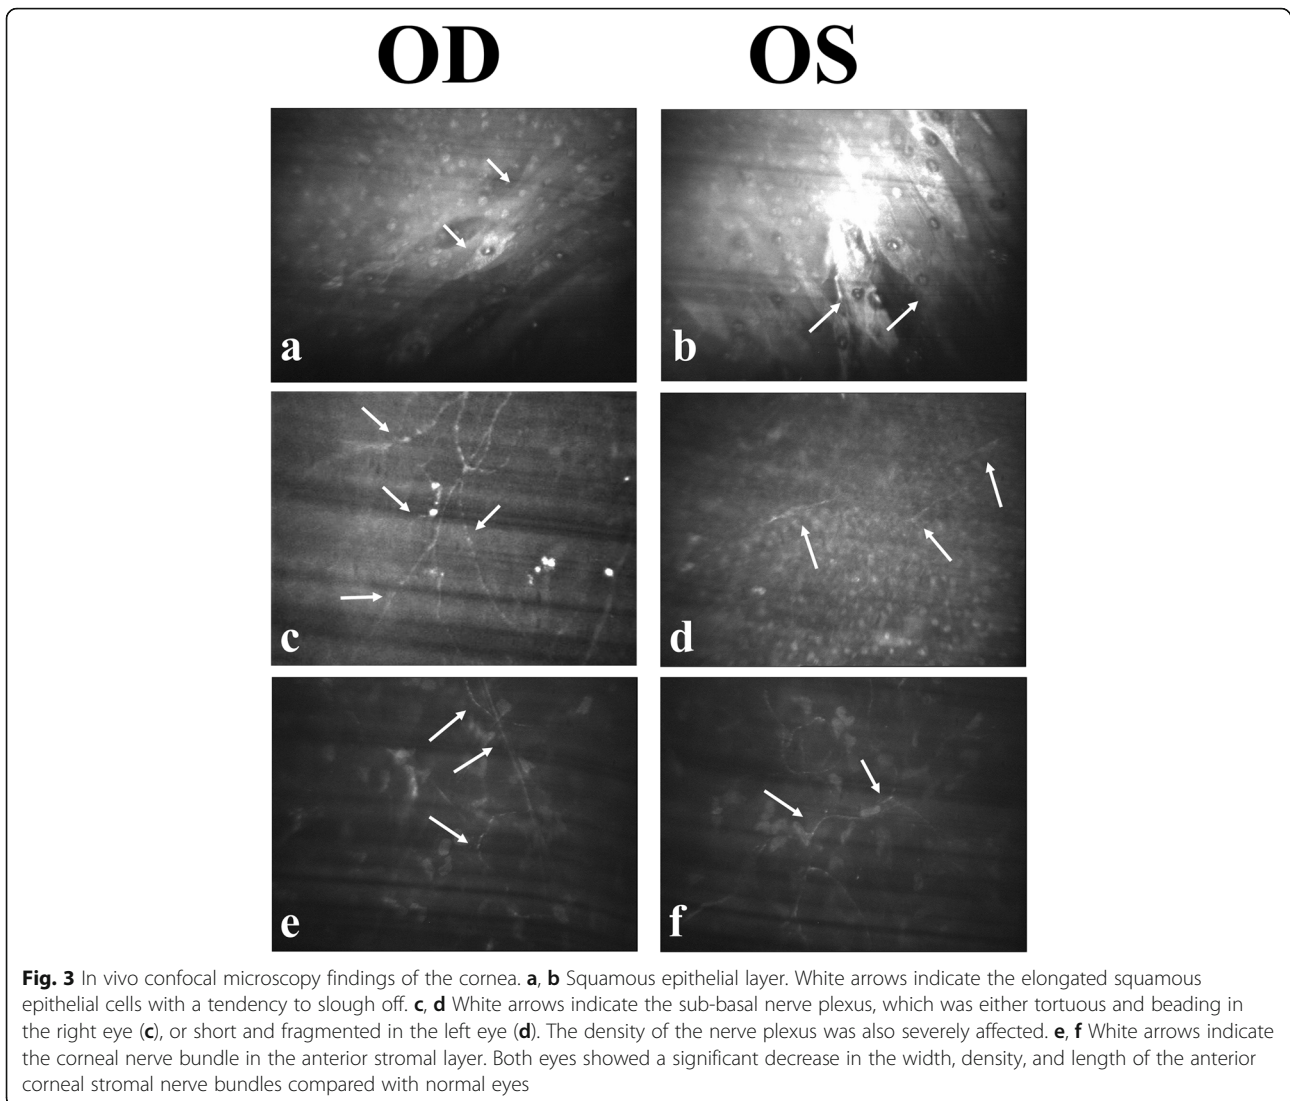 OD OS
a b
c d
e f
Fig. 3 In vivo confocal microscopy findings of the cornea. a, b Squamous epithelial layer. White arrows indicate the elongated squamous
epithelial cells with a tendency to slough off. c, d White arrows indicate the sub-basal nerve plexus, which was either tortuous and beading in
the right eye (c), or short and fragmented in the left eye (d). The density of the nerve plexus was also severely affected. e, f White arrows indicate
the corneal nerve bundle in the anterior stromal layer. Both eyes showed a significant decrease in the width, density, and length of the anterior
corneal stromal nerve bundles compared with normal eyes